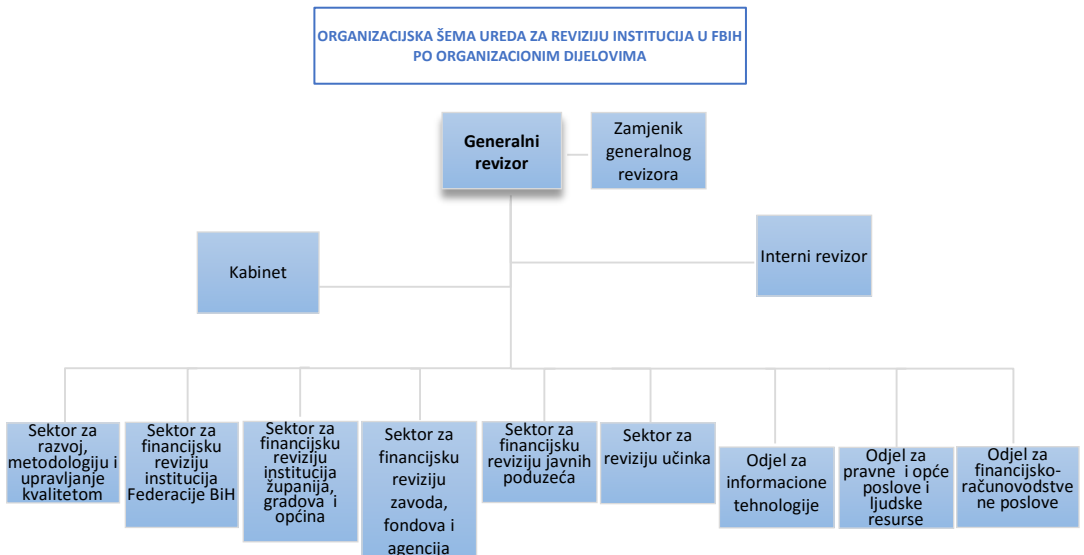 ORGANIZACIJSKA ŠEMA UREDA ZA REVIZIJU INSTITUCIJA U FBIH
PO ORGANIZACIONIM DIJELOVIMA
Generalni
revizor
Zamjenik
generalnog
revizora
Kabinet
Interni revizor
Sektor za
razvoj,
metodologiju i
upravljanje
kvalitetom
Sektor za
financijsku
reviziju
institucija
Federacije BiH
Sektor za
financijsku
reviziju
institucija
županija,
gradova i
općina
Sektor za
financijsku
reviziju
zavoda,
fondova i
agencija
Sektor za
financijsku
reviziju javnih
poduzeća
Sektor za
reviziju učinka
Odjel za
informacione
tehnologije
Odjel za
pravne i opće
poslove i
ljudske
resurse
Odjel za
financijsko-
računovodstve
ne poslove